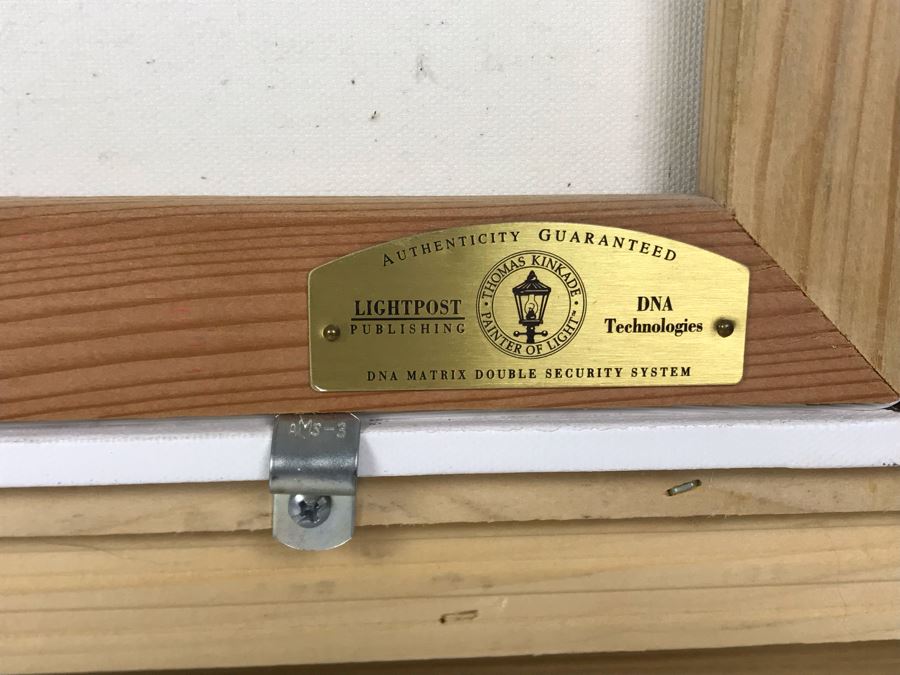 AUTHENTICITY GUARANTEED
LIGHTPOST
PUBLISHING
THOMAS KINKADE
PAINTER OF LIGHT™
DNA
Technologies
DNA MATRIX DOUBLE SECURITY SYSTEM